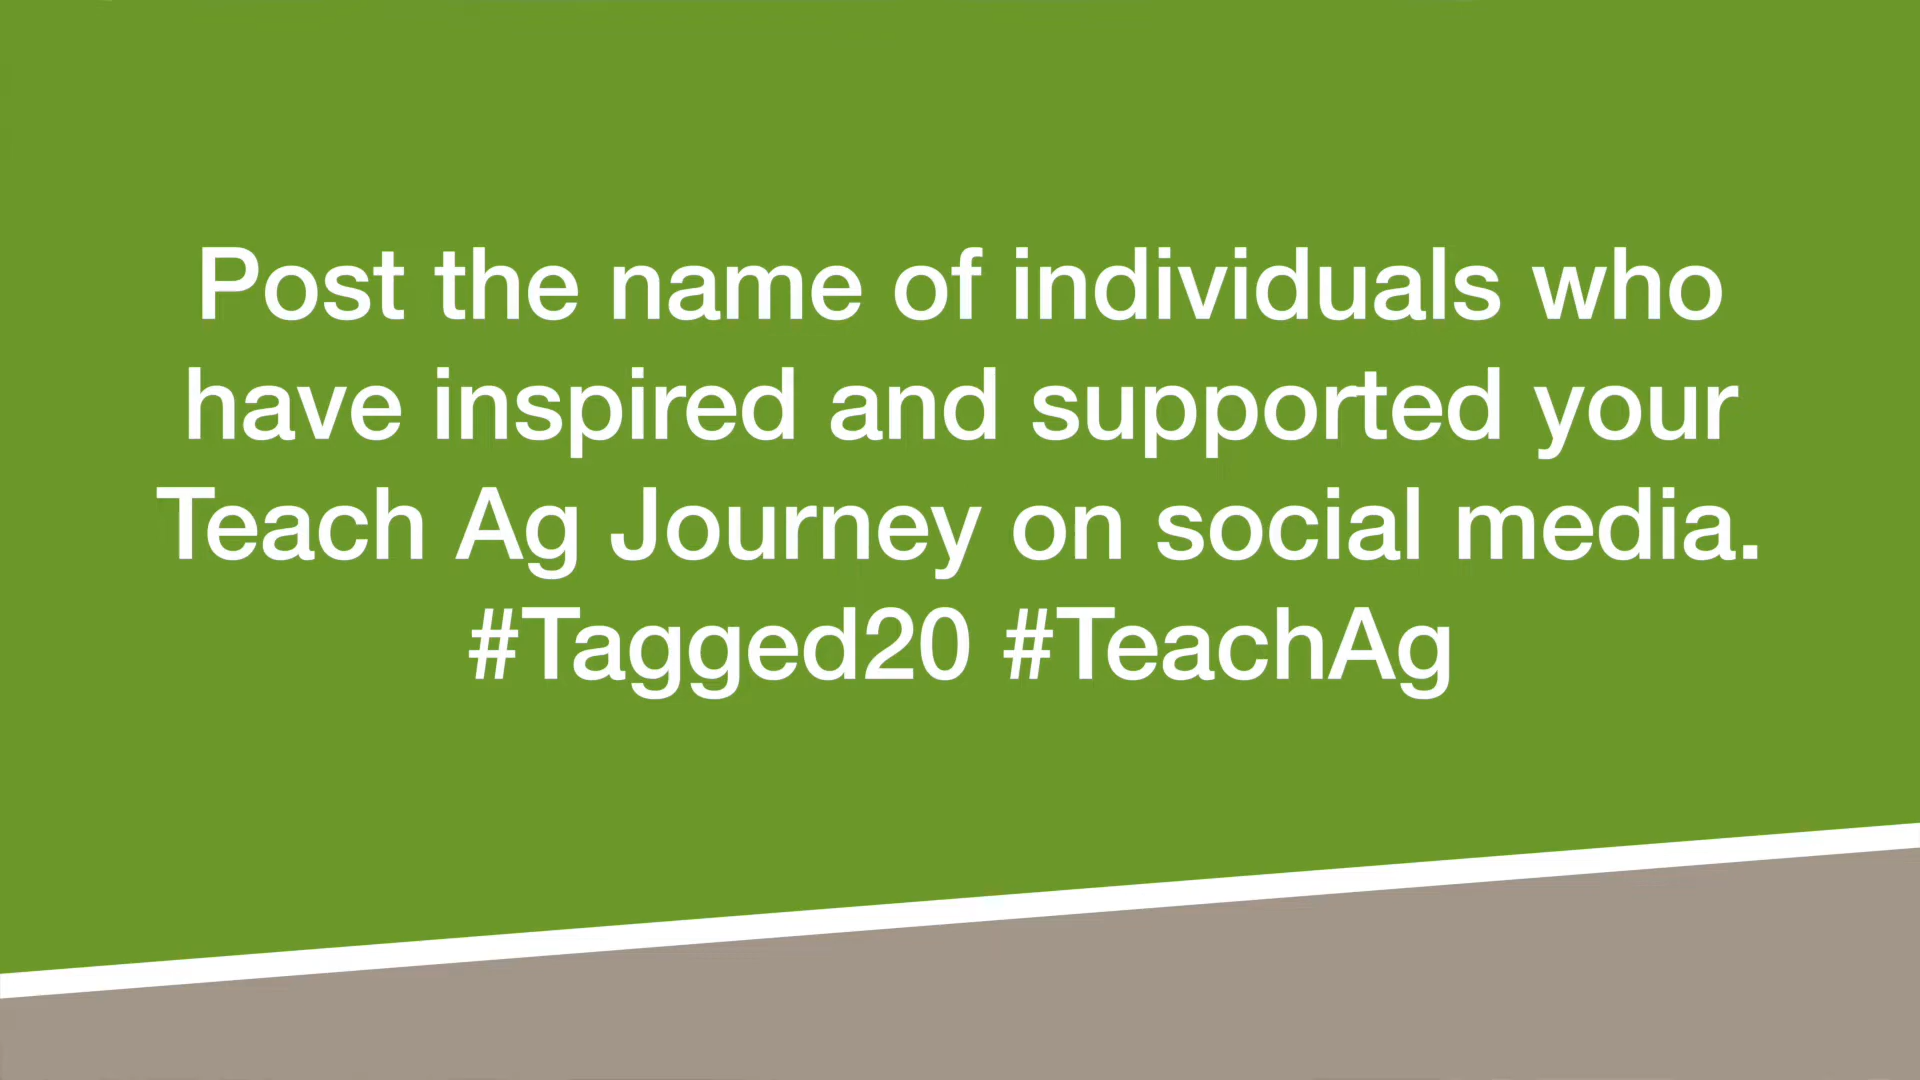 Post the name of individuals who
have inspired and supported your
Teach Ag Journey on social media.
#Tagged20 #TeachAg